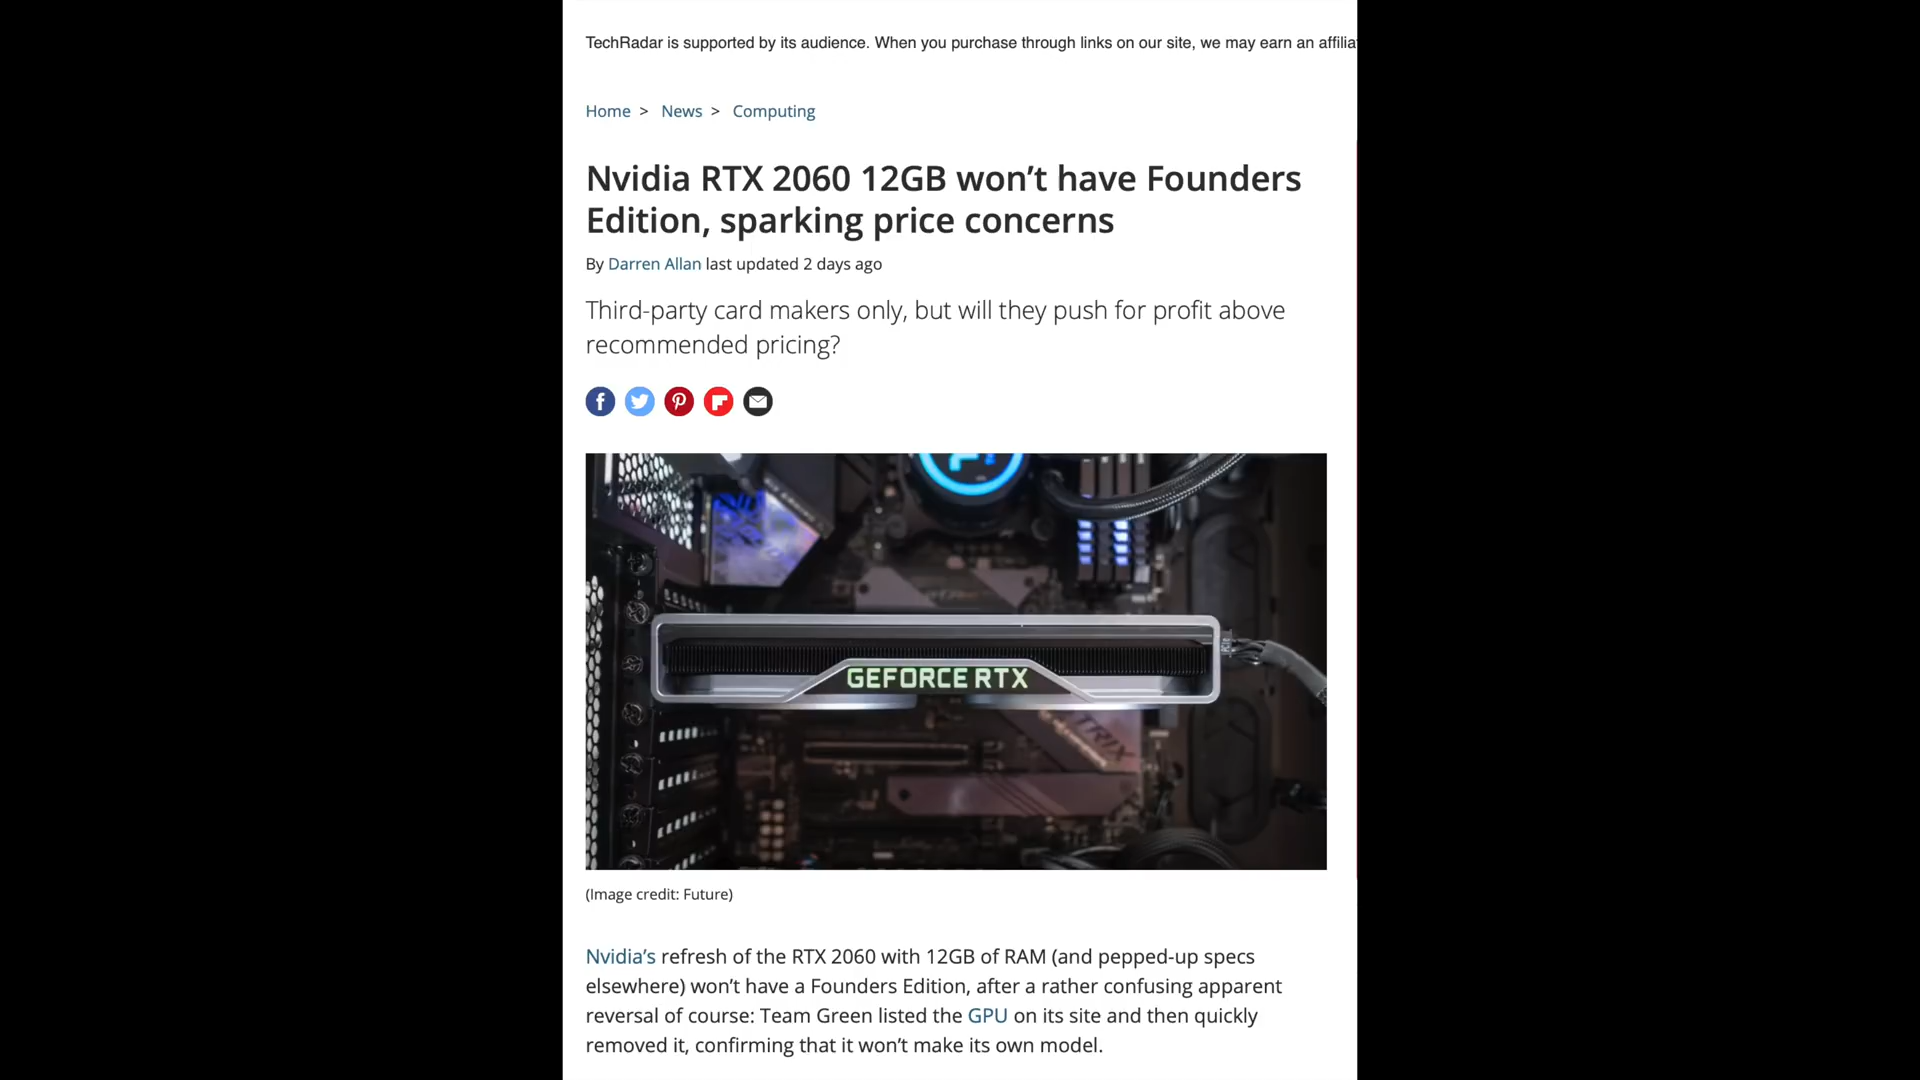 TechRadar is supported by its audience. When you purchase through links on our site, we may earn an affilia
Home > News > Computing
Nvidia RTX 2060 12GB won’t have Founders
Edition, sparking price concerns
By Darren Allan last updated 2 days ago
Third-party card makers only, but will they push for profit above
recommended pricing?
GEFORCE RTX
TRIX
(Image credit: Future)
Nvidia’s refresh of the RTX 2060 with 12GB of RAM (and pepped-up specs
elsewhere) won’t have a Founders Edition, after a rather confusing apparent
reversal of course: Team Green listed the GPU on its site and then quickly
removed it, confirming that it won’t make its own model.